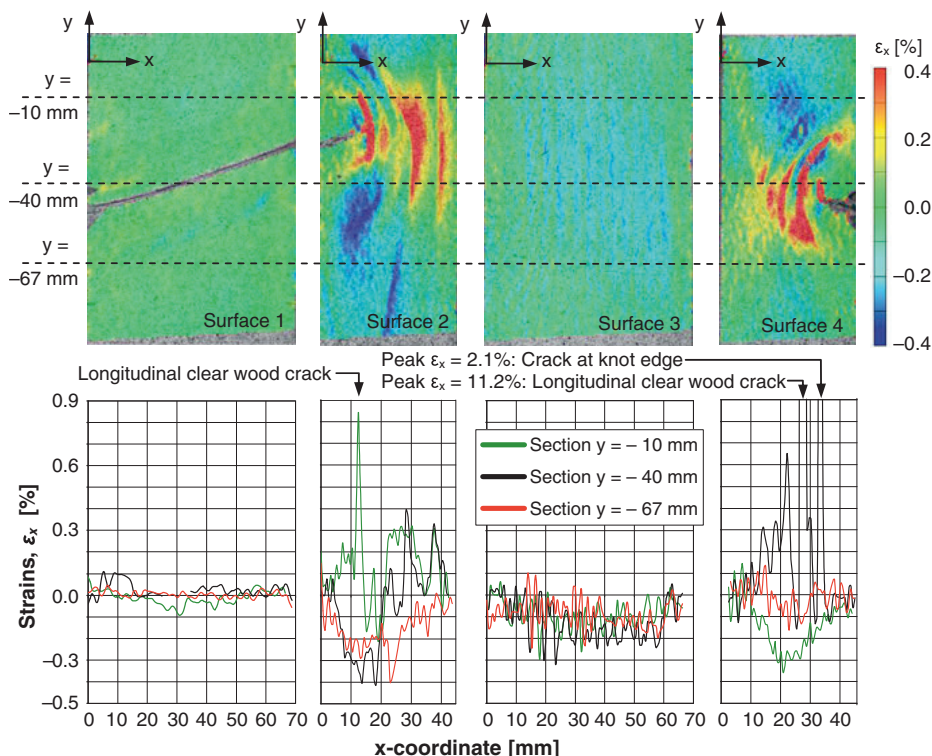 y
y
y
y
εx [%]
x
x
x
x
y =
–10 mm
y =
–40 mm
y =
–67 mm
0.4
0.2
0.0
–0.2
–0.4
Surface 1
Surface 2
Surface 3
Surface 4
Peak εx = 2.1%: Crack at knot edge
Longitudinal clear wood crack
Peak εx = 11.2%: Longitudinal clear wood crack
Strains, εx [%]
0.9
0.6
0.3
0.0
–0.3
–0.5
Section y = – 10 mm
Section y = – 40 mm
Section y = – 67 mm
0 10 20 30 40 50 60 70
0 10 20 30 40
0 10 20 30 40 50 60 70
0 10 20 30 40
x-coordinate [mm]